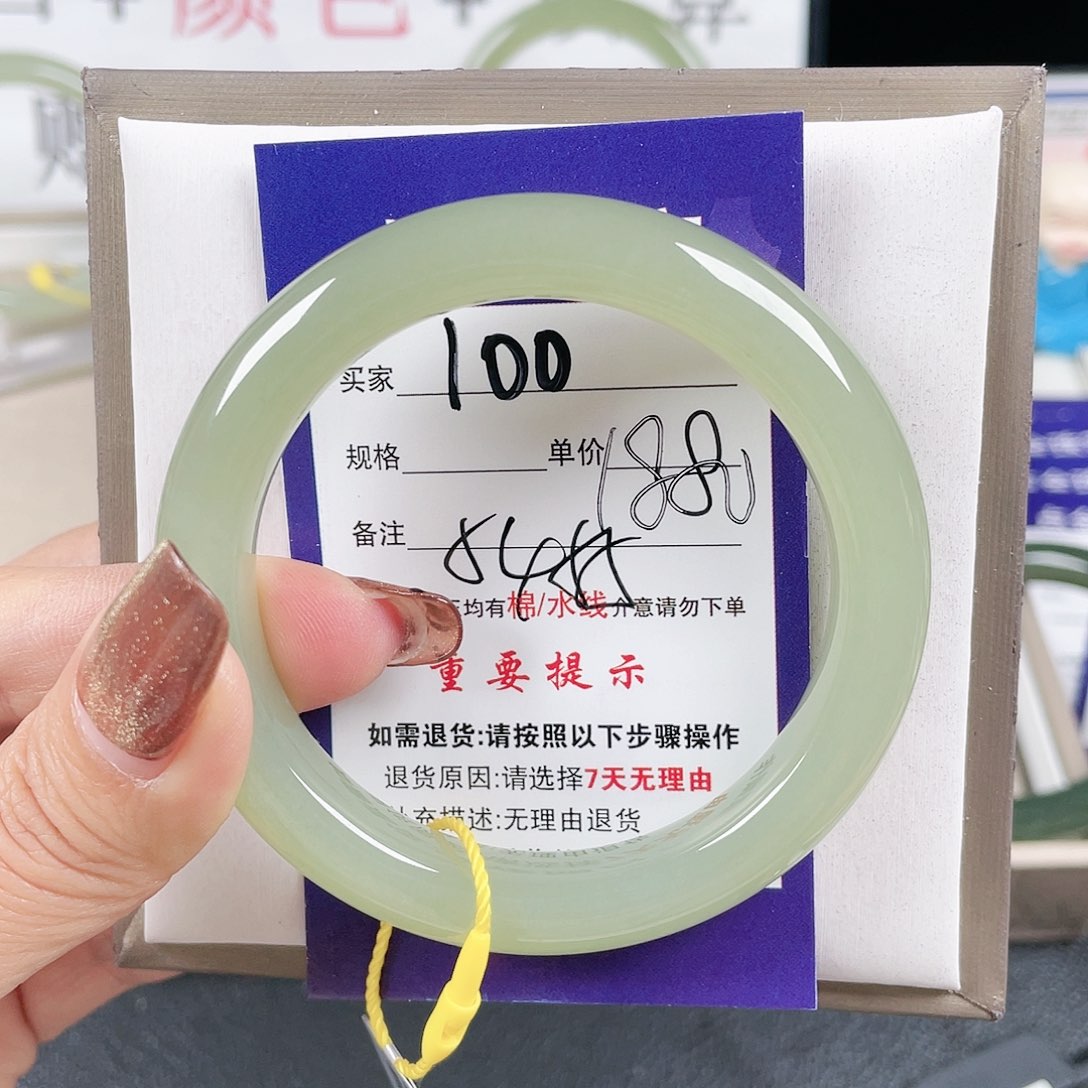 颜色
买家 100
规格 单价 1880
备注
均有棉/水线介意请勿下单
重要提示
如需退货:请按照以下步骤操作
退货原因:请选择7天无理由
补充描述:无理由退货